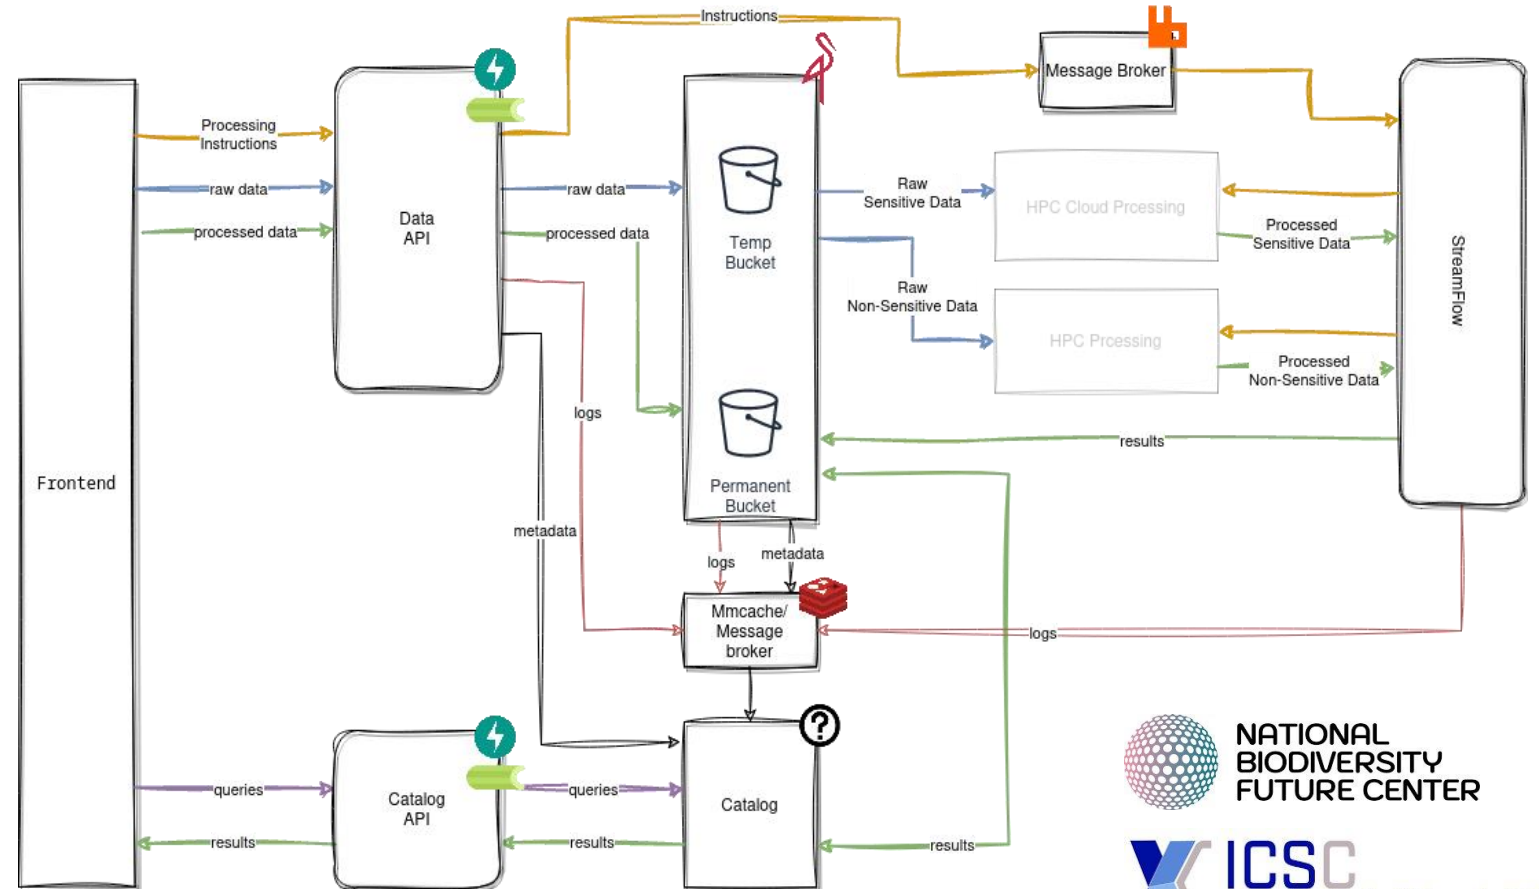 Instructions
Message Broker
Processing
Instructions
raw data
processed data
Data
API
raw data
processed data
Temp
Bucket
Raw
Sensitive Data
HPC Cloud Prcessing
Processed
Sensitive Data
Raw
Non-Sensitive Data
HPC Prcessing
Processed
Non-Sensitive Data
StreamFlow
logs
results
Frontend
Permanent
Bucket
metadata
logs
metadata
Mmcache/
Message
broker
logs
queries
Catalog
API
queries
Catalog
results
results
results
NATIONAL
BIODIVERSITY
FUTURE CENTER
ICSC